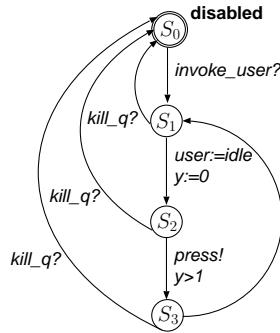 disabled
S0
invoke_user?
S1
kill_q?
user:=idle
y:=0
kill_q?
S2
press!
y>1
kill_q?
S3